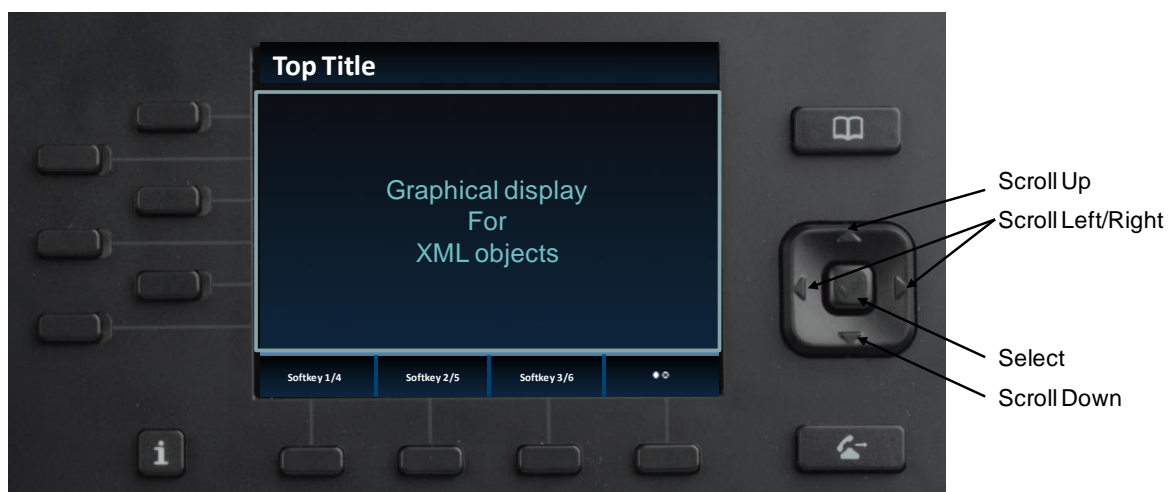 Top Title
Graphical display
For
XML objects
Softkey 1/4
Softkey 2/5
Softkey 3/6
i
Scroll Up
Scroll Left/Right
Select
Scroll Down